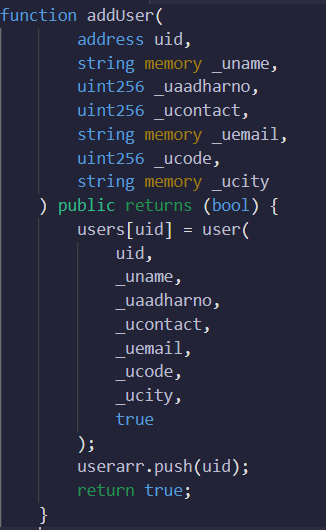 function addUser(
        address uid,
        string memory _uname,
        uint256 _uaadharno,
        uint256 _ucontact,
        string memory _uemail,
        uint256 _ucode,
        string memory _ucity
    ) public returns (bool) {
        users[uid] = user(
            uid,
            _uname,
            _uaadharno,
            _ucontact,
            _uemail,
            _ucode,
            _ucity,
            true
        );
        userarr.push(uid);
        return true;
    }